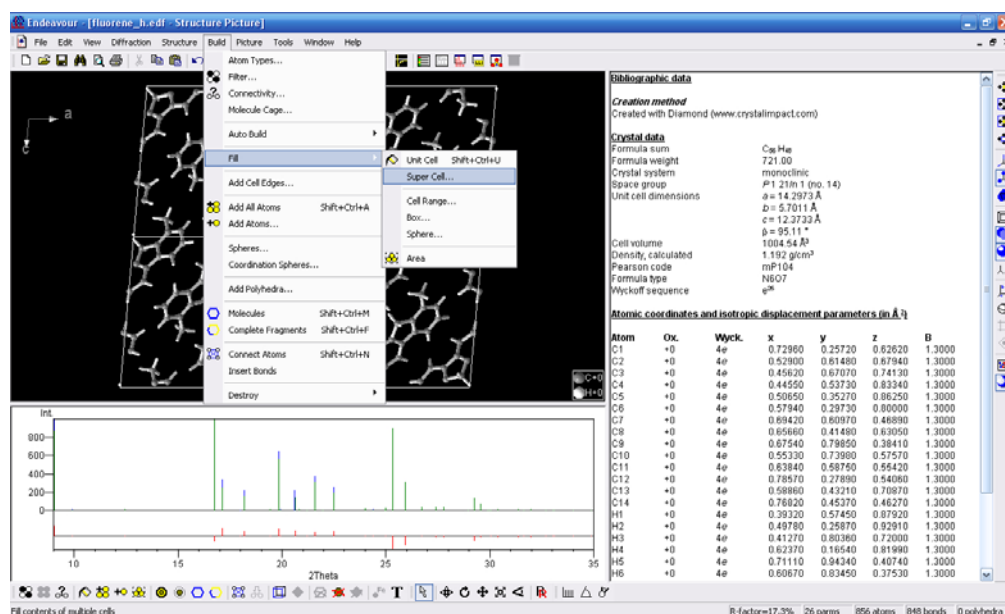 Endeavour - [fluorene_h.edf - Structure Picture]
File Edit View Diffraction Structure Build Picture Tools Window Help
Atom Types...
Filter...
Connectivity...
Molecule Cage...
Auto Build
Fill
Add Cell Edges...
Add All Atoms Shift+Ctrl+A
Add Atoms...
Spheres...
Coordination Spheres...
Add Polyhedra...
Molecules Shift+Ctrl+M
Complete Fragments Shift+Ctrl+F
Connect Atoms Shift+Ctrl+N
Insert Bonds
Destroy
Unit Cell Shift+Ctrl+U
Super Cell...
Cell Range...
Box...
Sphere...
Area
a
c
C+0
H+0
Bibliographic data
Creation method
Created with Diamond (www.crystalimpact.com)
Crystal data
Formula sum
Formula weight 721.00
Crystal system monoclinic
Space group P 1 21/n 1 (no. 14)
Unit cell dimensions a = 14.2973 Å
b = 5.7011 Å
c = 12.3733 Å
β = 95.11 °
Cell volume 1004.54 Å³
Density, calculated 1.192 g/cm³
Pearson code mP104
Formula type N6O7
Wyckoff sequence e²⁶
Atomic coordinates and isotropic displacement parameters (in Å²)
Atom Ox. Wyck. x y z B
C1 +0 4e 0.72960 0.25720 0.62620 1.3000
C2 +0 4e 0.52900 0.61480 0.67940 1.3000
C3 +0 4e 0.45620 0.67070 0.74130 1.3000
C4 +0 4e 0.44550 0.53730 0.83340 1.3000
C5 +0 4e 0.50650 0.35270 0.86250 1.3000
C6 +0 4e 0.57940 0.29730 0.80000 1.3000
C7 +0 4e 0.69420 0.60970 0.46890 1.3000
C8 +0 4e 0.65660 0.41480 0.63050 1.3000
C9 +0 4e 0.67540 0.79850 0.38410 1.3000
C10 +0 4e 0.55330 0.73980 0.57570 1.3000
C11 +0 4e 0.63840 0.58750 0.55420 1.3000
C12 +0 4e 0.78570 0.27890 0.54060 1.3000
C13 +0 4e 0.58860 0.43210 0.70870 1.3000
C14 +0 4e 0.76820 0.45370 0.46270 1.3000
H1 +0 4e 0.39320 0.57450 0.87920 1.3000
H2 +0 4e 0.49780 0.25870 0.92910 1.3000
H3 +0 4e 0.41270 0.80360 0.72000 1.3000
H4 +0 4e 0.62370 0.16540 0.81990 1.3000
H5 +0 4e 0.71110 0.94340 0.40740 1.3000
H6 +0 4e 0.60670 0.83450 0.37530 1.3000
Int.
800
600
400
200
0
10 15 20 25 30 35
2Theta
Fill contents of multiple cells
R-factor=17.3% 26 parms 856 atoms 848 bonds 0 polyhedra